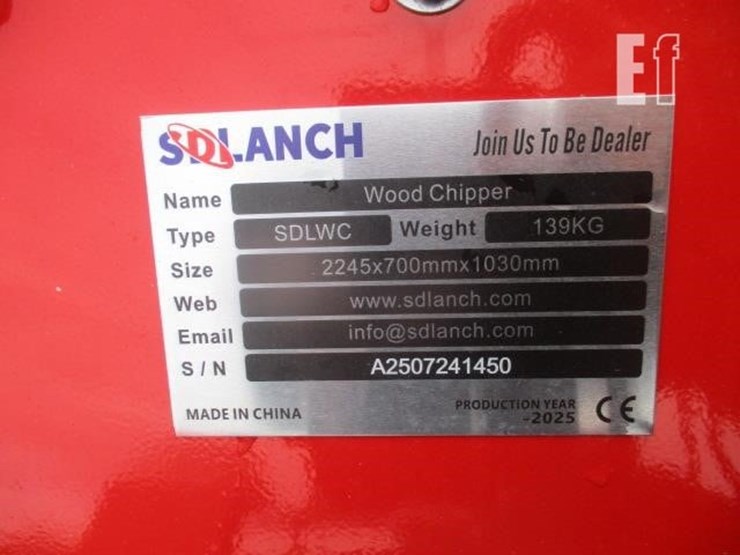 Ef
SDLANCH Join Us To Be Dealer
Name Wood Chipper
Type SDLWC Weight 139KG
Size 2245x700mmx1030mm
Web www.sdlanch.com
Email info@sdlanch.com
S/N A2507241450
MADE IN CHINA PRODUCTION YEAR
-2025 CE